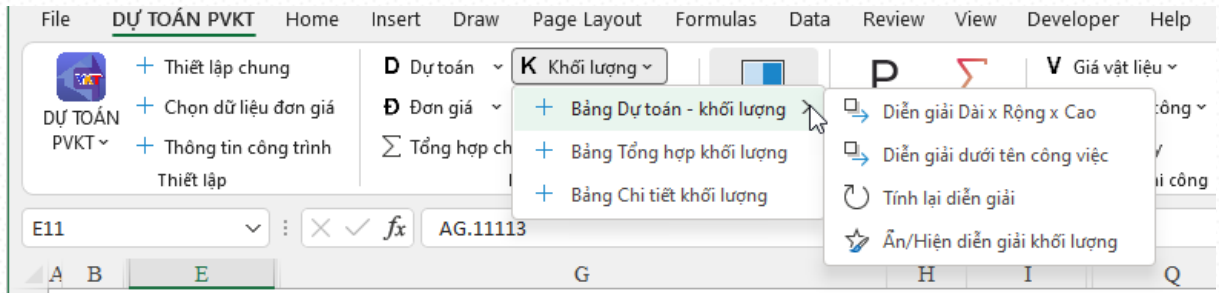 File DỰ TOÁN PVKT Home Insert Draw Page Layout Formulas Data Review View Developer Help
Thiết lập chung
Chọn dữ liệu đơn giá
Thông tin công trình
DỰ TOÁN
PVKT
Thiết lập
D Dự toán
Đ Đơn giá
∑ Tổng hợp ch
K Khối lượng
Bảng Dự toán - khối lượng
Bảng Tổng hợp khối lượng
Bảng Chi tiết khối lượng
Diễn giải Dài x Rộng x Cao
Diễn giải dưới tên công việc
Tính lại diễn giải
Ẩn/Hiện diễn giải khối lượng
P
∑
V Giá vật liệu
công
i công
E11
fx AG.11113
A B E G H I Q